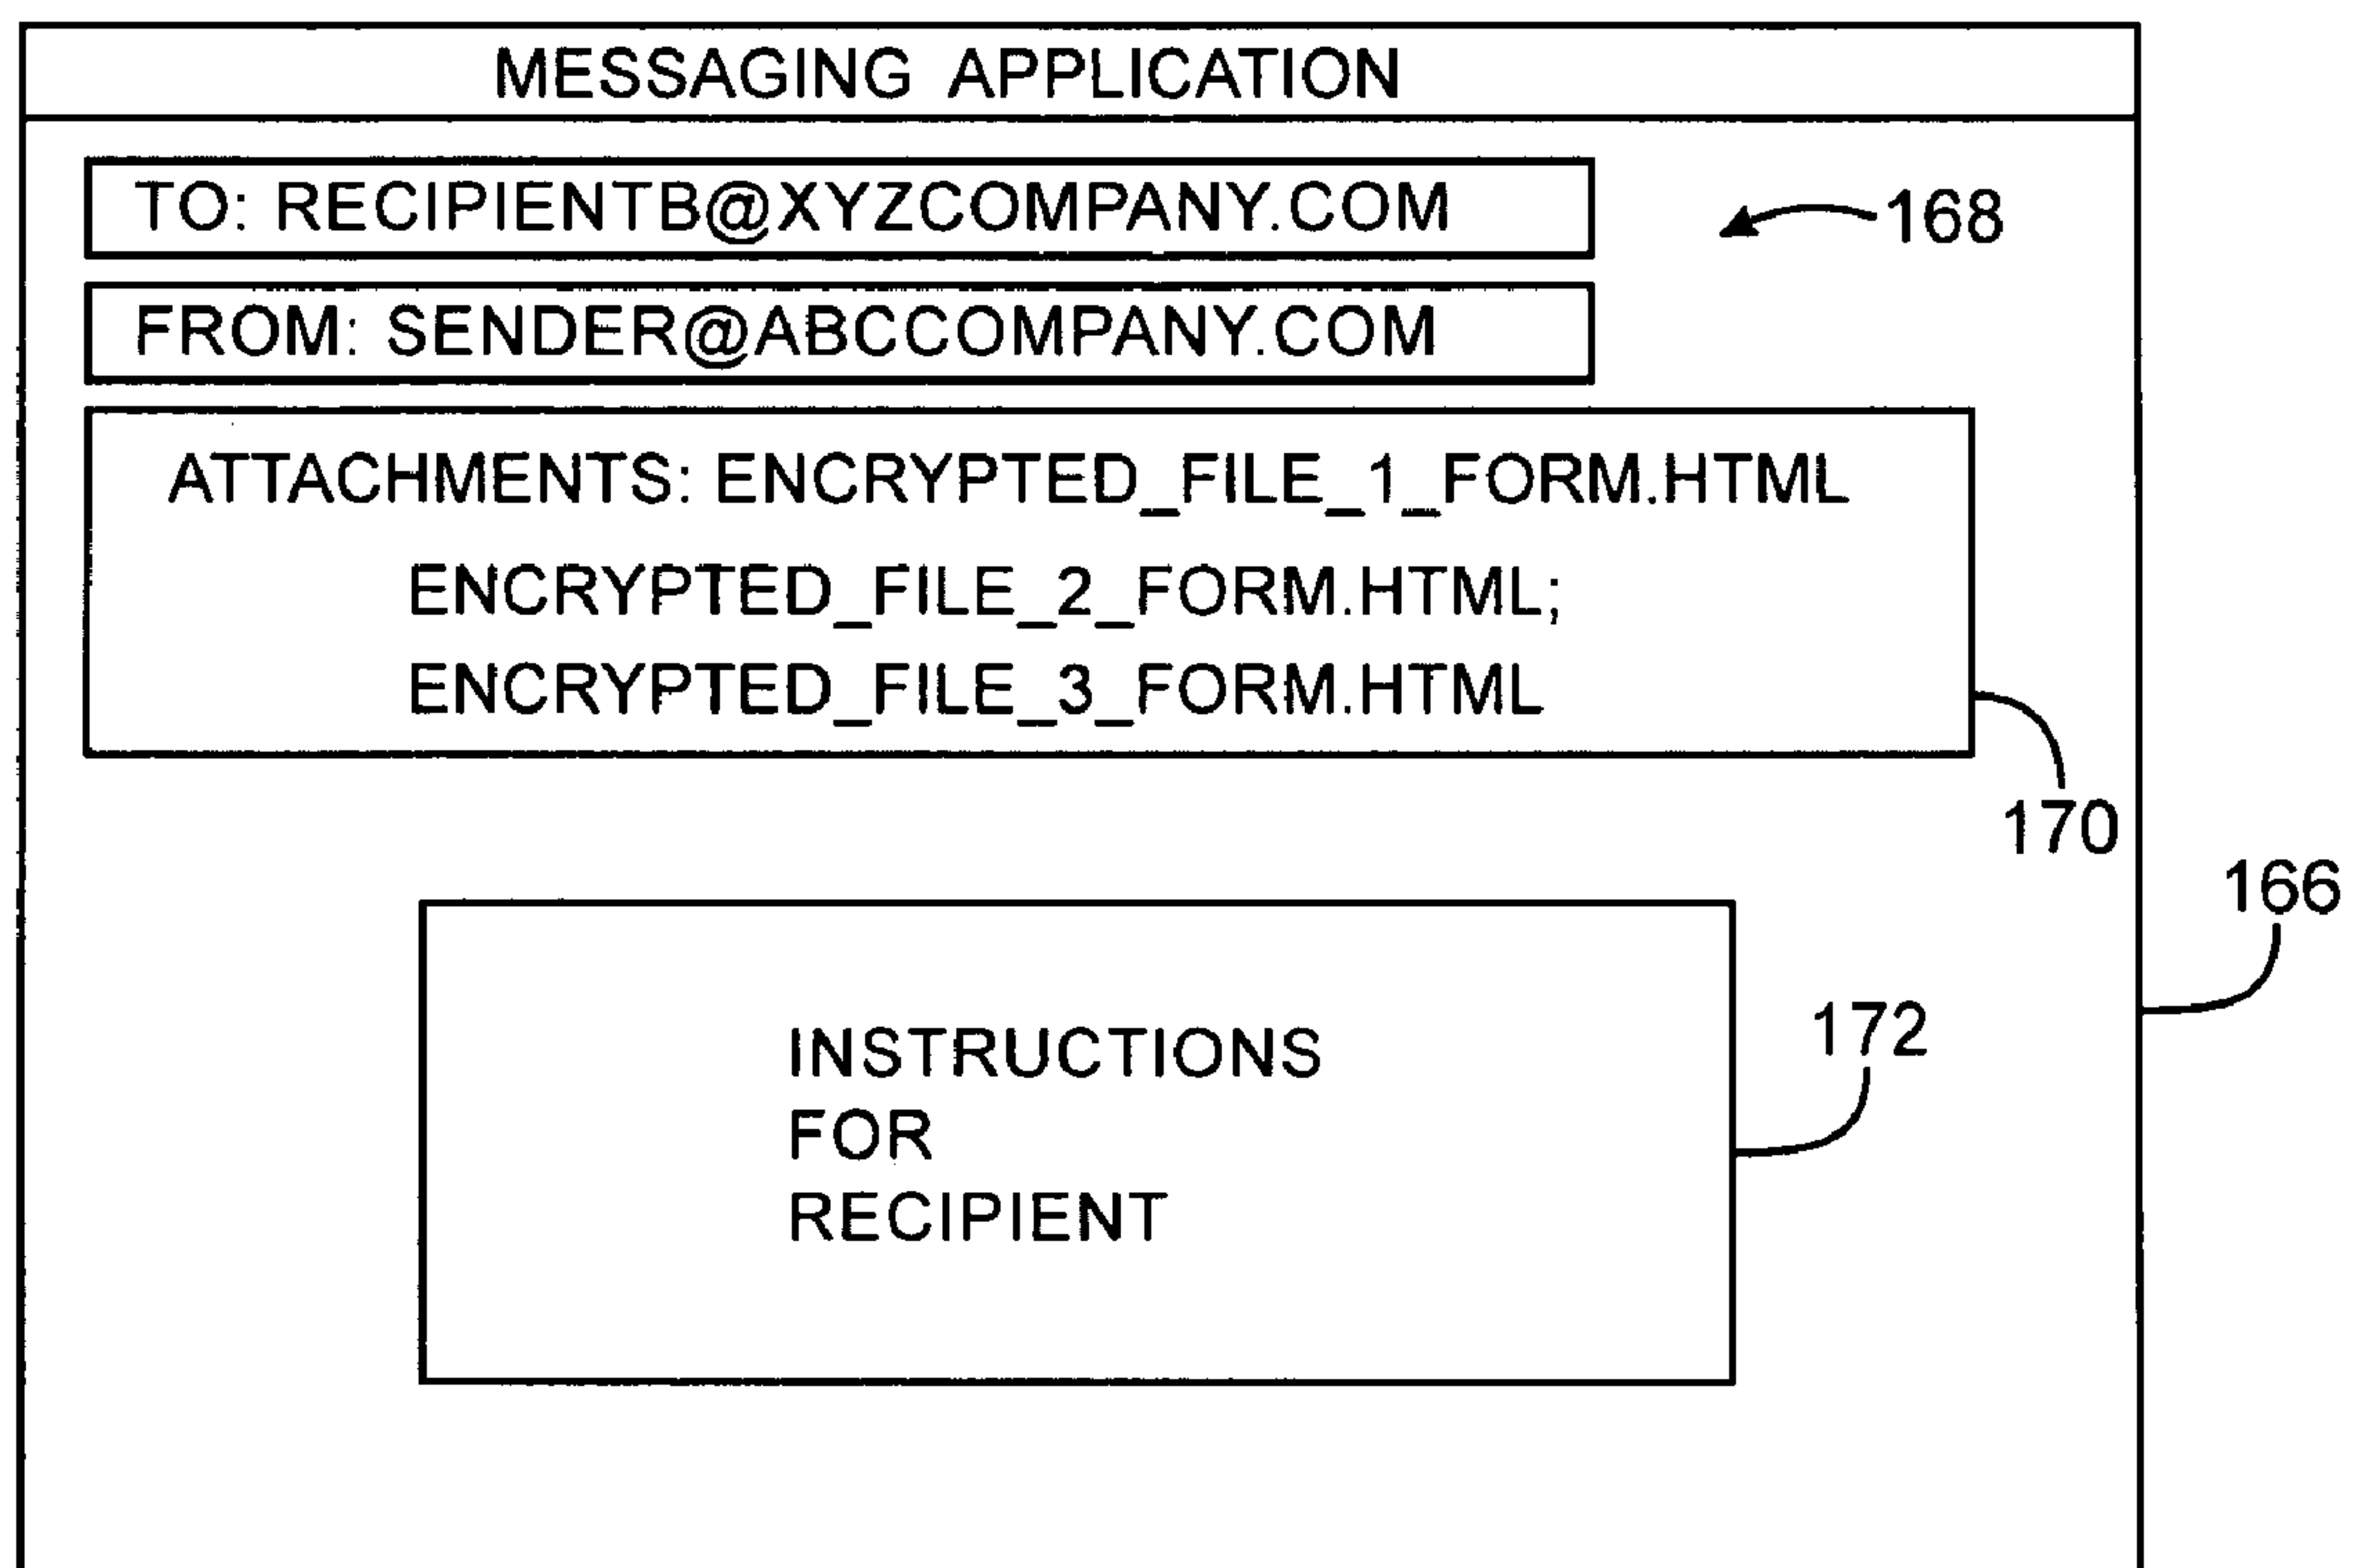 MESSAGING APPLICATION
TO: RECIPIENTB@XYZCOMPANY.COM
168
FROM: SENDER@ABCCOMPANY.COM
ATTACHMENTS: ENCRYPTED_FILE_1_FORM.HTML
ENCRYPTED_FILE_2_FORM.HTML;
ENCRYPTED_FILE_3_FORM.HTML
170
166
172
INSTRUCTIONS
FOR
RECIPIENT